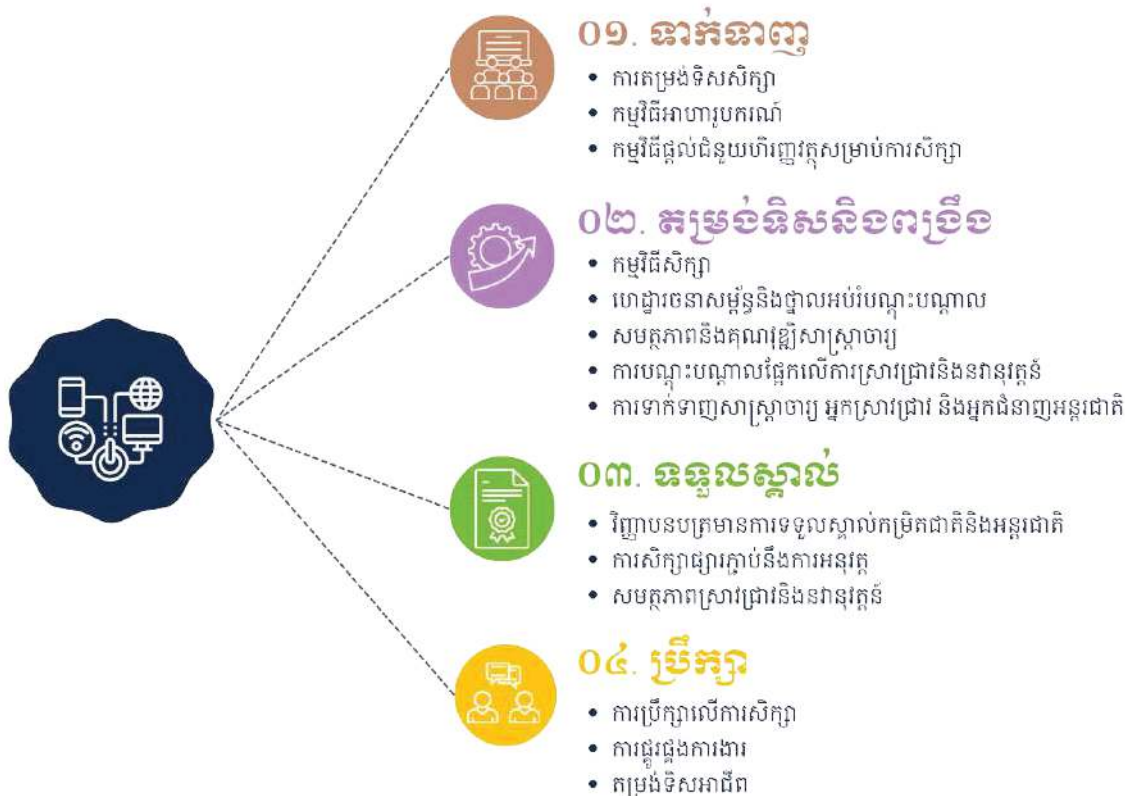 ០១. ទាក់ទាញ
• ការតម្រង់ទិសសិក្សា
• កម្មវិធីអាហារូបករណ៍
• កម្មវិធីផ្តល់ជំនួយហិរញ្ញវត្ថុសម្រាប់ការសិក្សា
០២. តម្រង់ទិសនិងពង្រឹង
• កម្មវិធីសិក្សា
• ហេដ្ឋារចនាសម្ព័ន្ធនិងថ្នាលអប់រំបណ្តុះបណ្តាល
• សមត្ថភាពនិងគុណវុឌ្ឍិសាស្ត្រាចារ្យ
• ការបណ្តុះបណ្តាលផ្អែកលើការស្រាវជ្រាវនិងនវានុវត្តន៍
• ការទាក់ទាញសាស្ត្រាចារ្យ អ្នកស្រាវជ្រាវ និងអ្នកជំនាញអន្តរជាតិ
០៣. ទទួលស្គាល់
• វិញ្ញាបនបត្រមានការទទួលស្គាល់កម្រិតជាតិនិងអន្តរជាតិ
• ការសិក្សាផ្សារភ្ជាប់នឹងការអនុវត្ត
• សមត្ថភាពស្រាវជ្រាវនិងនវានុវត្តន៍
០៤. ប្រឹក្សា
• ការប្រឹក្សាលើការសិក្សា
• ការផ្គូរផ្គងការងារ
• តម្រង់ទិសអាជីព